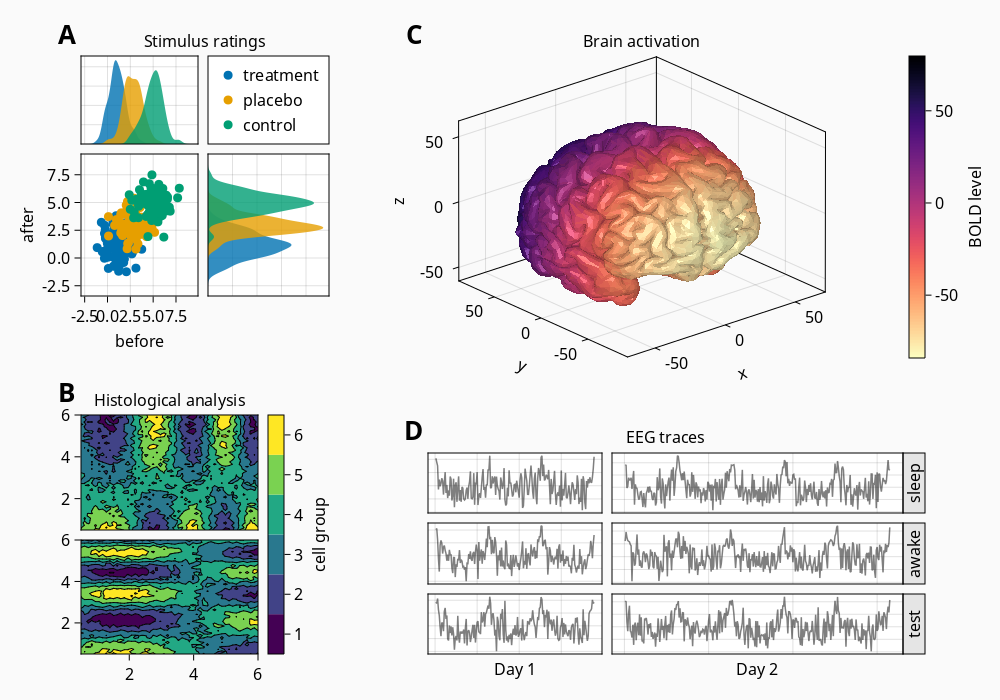 A
Stimulus ratings
treatment
placebo
control
7.5
5.0
2.5
0.0
-2.5
after
-2.50.02.55.07.5
before
C
Brain activation
50
0
-50
z
50
0
-50
y
-50
0
50
x
50
0
-50
BOLD level
B
Histological analysis
6
4
2
6
4
2
2 4 6
6
5
4
3
2
1
cell group
D
EEG traces
sleep
awake
test
Day 1 Day 2